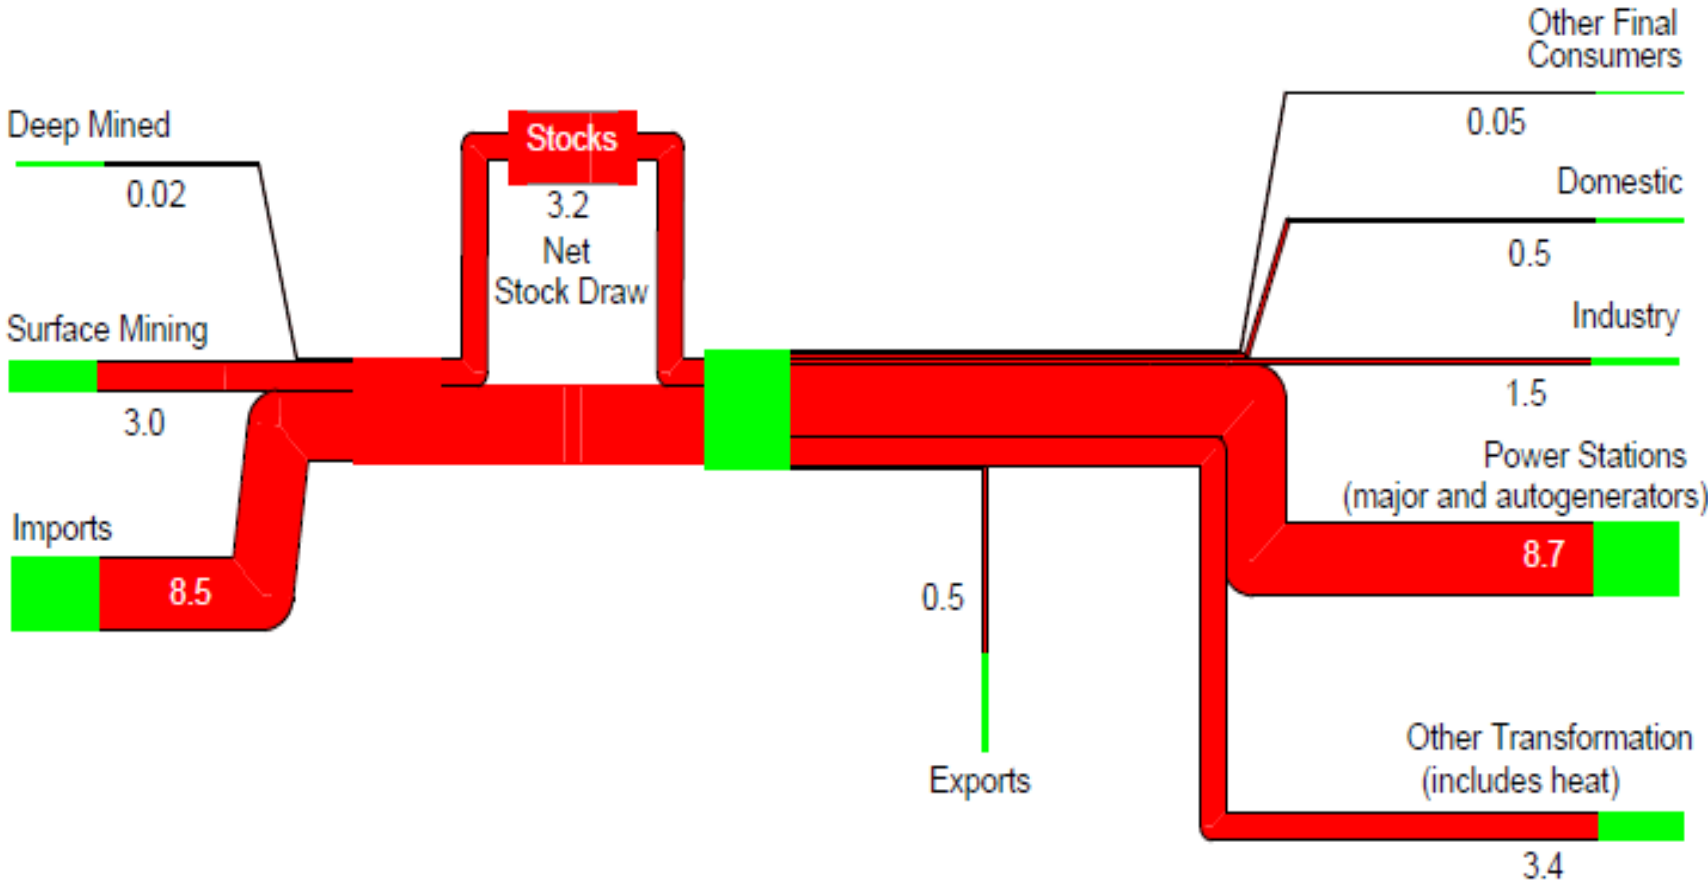 Other Final
Consumers
0.05
Deep Mined
0.02
Stocks
3.2
Net
Stock Draw
Domestic
0.5
Surface Mining
3.0
Industry
1.5
Imports
8.5
Power Stations
(major and autogenerators)
8.7
0.5
Exports
Other Transformation
(includes heat)
3.4